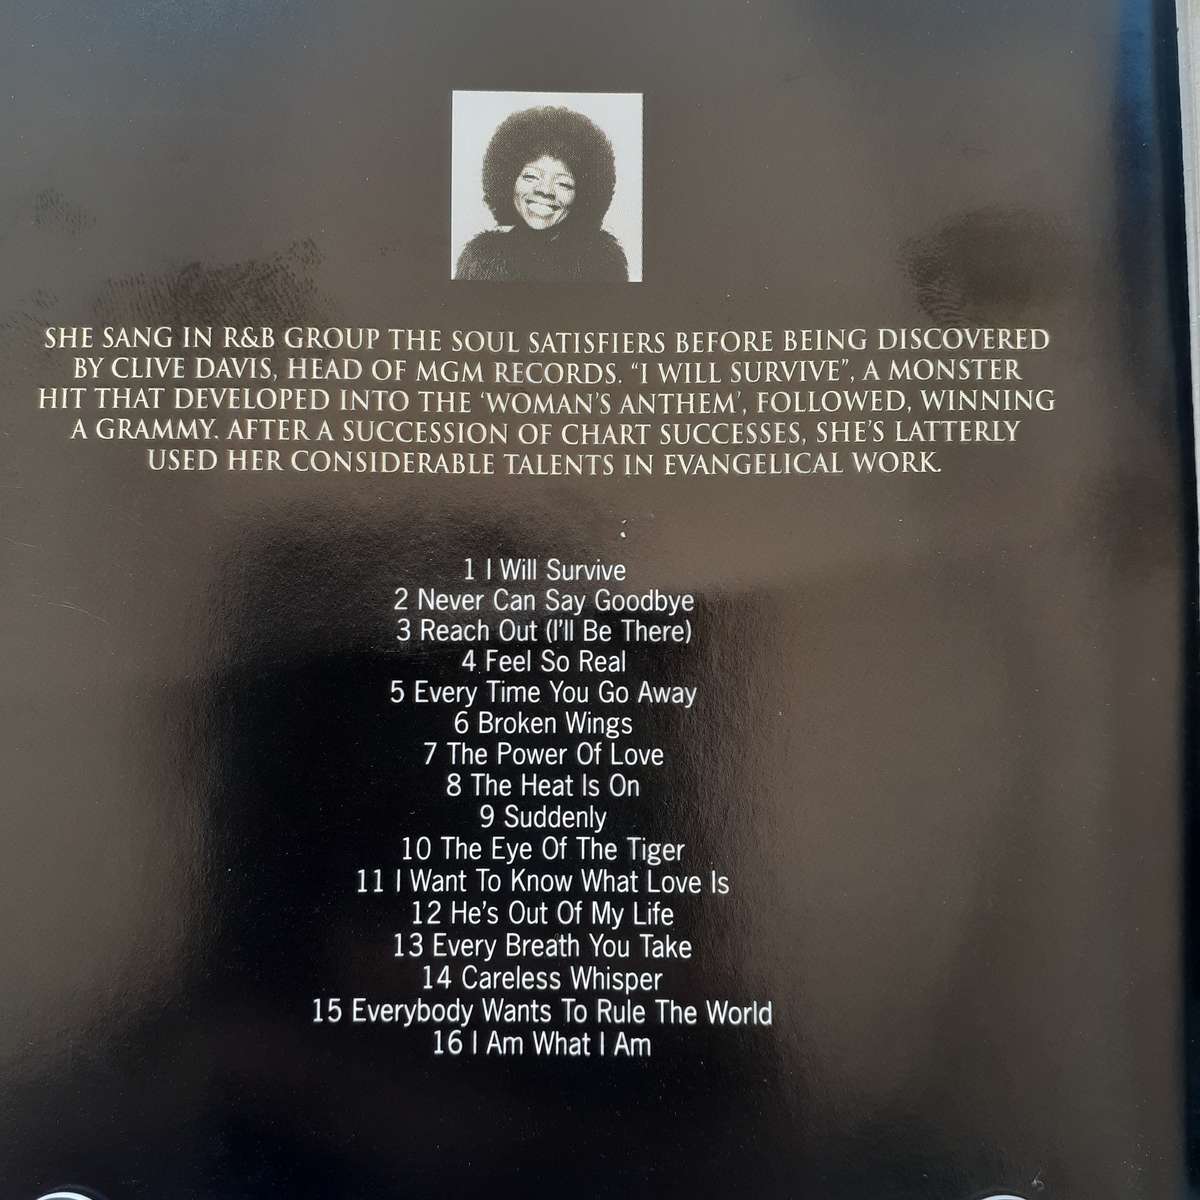 SHE SANG IN R&B GROUP THE SOUL SATISFIERS BEFORE BEING DISCOVERED
BY CLIVE DAVIS, HEAD OF MGM RECORDS. “I WILL SURVIVE”, A MONSTER
HIT THAT DEVELOPED INTO THE ‘WOMAN’S ANTHEM’, FOLLOWED, WINNING
A GRAMMY. AFTER A SUCCESSION OF CHART SUCCESSES, SHE’S LATTERLY
USED HER CONSIDERABLE TALENTS IN EVANGELICAL WORK.
1 I Will Survive
2 Never Can Say Goodbye
3 Reach Out (I’ll Be There)
4 Feel So Real
5 Every Time You Go Away
6 Broken Wings
7 The Power Of Love
8 The Heat Is On
9 Suddenly
10 The Eye Of The Tiger
11 I Want To Know What Love Is
12 He’s Out Of My Life
13 Every Breath You Take
14 Careless Whisper
15 Everybody Wants To Rule The World
16 I Am What I Am